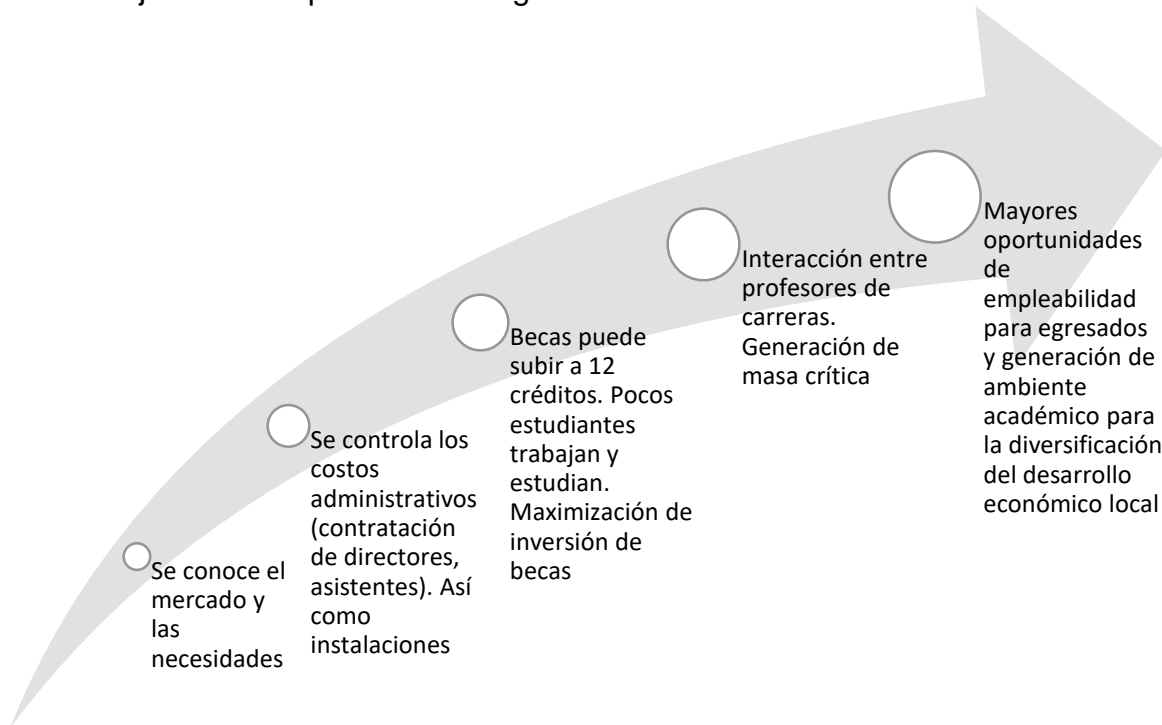 Se conoce el
mercado y
las
necesidades
Se controla los
costos
administrativos
(contratación
de directores,
asistentes). Así
como
instalaciones
Becas puede
subir a 12
créditos. Pocos
estudiantes
trabajan y
estudian.
Maximización de
inversión de
becas
Interacción entre
profesores de
carreras.
Generación de
masa crítica
Mayores
oportunidades
de
empleabilidad
para egresados
y generación de
ambiente
académico para
la diversificación
del desarrollo
económico local